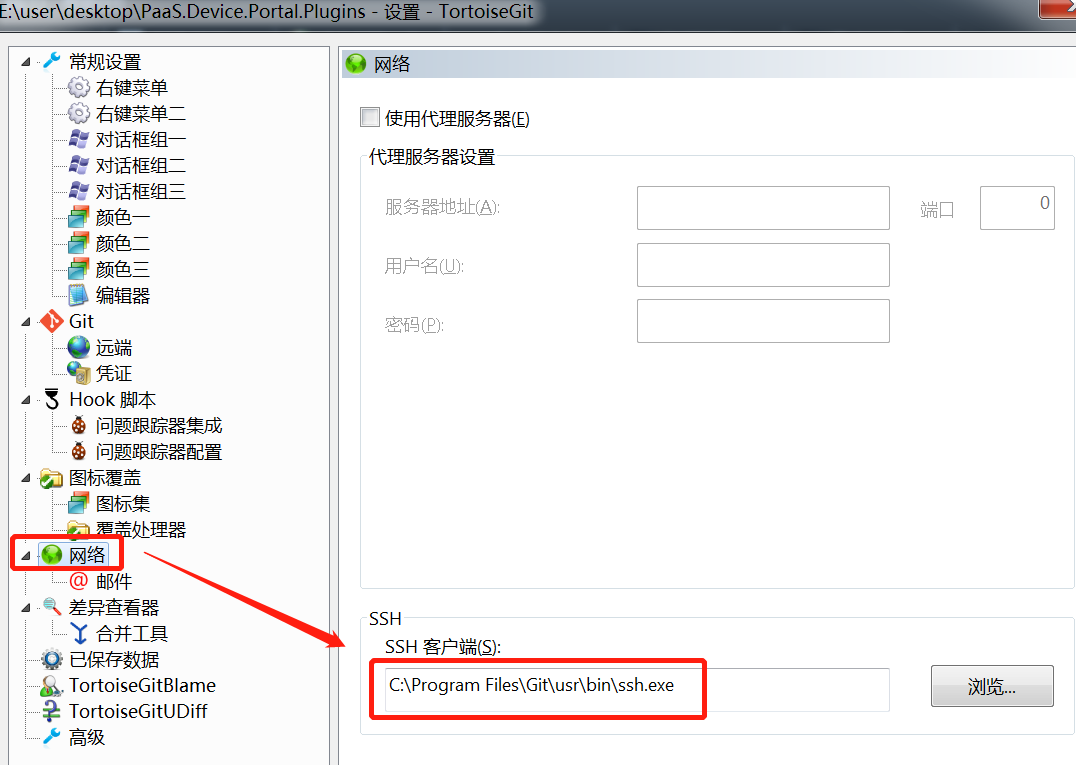 E:\user\desktop\PaaS.Device.Portal.Plugins - 设置 - TortoiseGit
常规设置
右键菜单
右键菜单二
对话框组一
对话框组二
对话框组三
颜色一
颜色二
颜色三
编辑器
Git
远端
凭证
Hook 脚本
问题跟踪器集成
问题跟踪器配置
图标覆盖
图标集
覆盖处理器
网络
@ 邮件
差异查看器
合并工具
已保存数据
TortoiseGitBlame
TortoiseGitUDiff
高级
网络
使用代理服务器(E)
代理服务器设置
服务器地址(A):
端口
0
用户名(U):
密码(P):
SSH
SSH 客户端(S):
C:\Program Files\Git\usr\bin\ssh.exe
浏览...